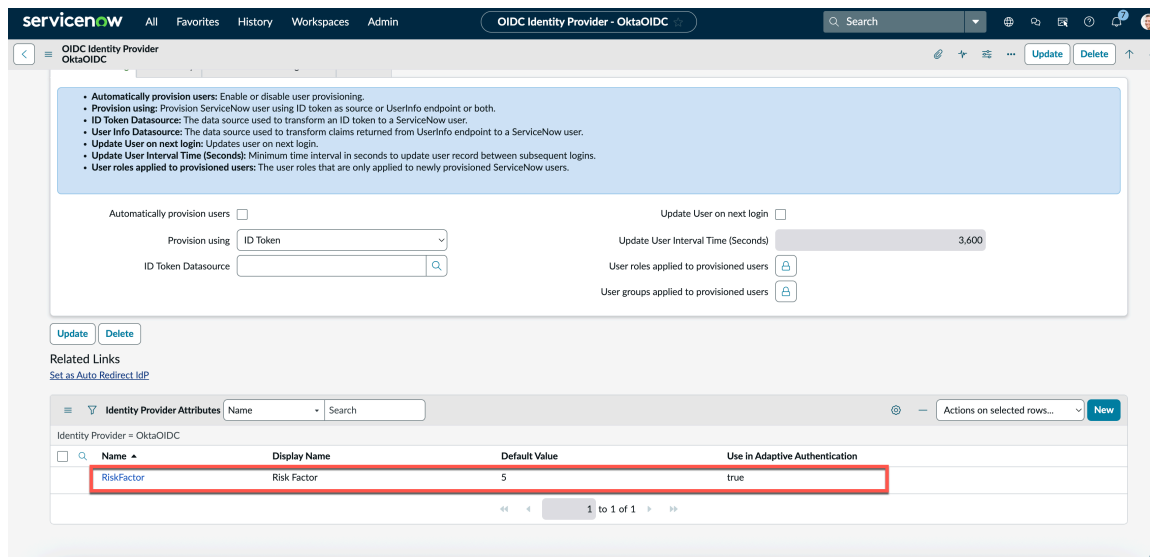 servicenow All Favorites History Workspaces Admin OIDC Identity Provider - OktaOIDC Search 7
OIDC Identity Provider
OktaOIDC Update Delete
• Automatically provision users: Enable or disable user provisioning.
• Provision using: Provision ServiceNow user using ID token as source or UserInfo endpoint or both.
• ID Token Datasource: The data source used to transform an ID token to a ServiceNow user.
• User Info Datasource: The data source used to transform claims returned from UserInfo endpoint to a ServiceNow user.
• Update User on next login: Updates user on next login.
• Update User Interval Time (Seconds): Minimum time interval in seconds to update user record between subsequent logins.
• User roles applied to provisioned users: The user roles that are only applied to newly provisioned ServiceNow users.
Automatically provision users Update User on next login
Provision using ID Token Update User Interval Time (Seconds) 3,600
ID Token Datasource User roles applied to provisioned users
User groups applied to provisioned users
Update Delete
Related Links
Set as Auto Redirect IdP
Identity Provider Attributes Name Search Actions on selected rows... New
Identity Provider = OktaOIDC
Name Display Name Default Value Use in Adaptive Authentication
RiskFactor Risk Factor 5 true
1 to 1 of 1